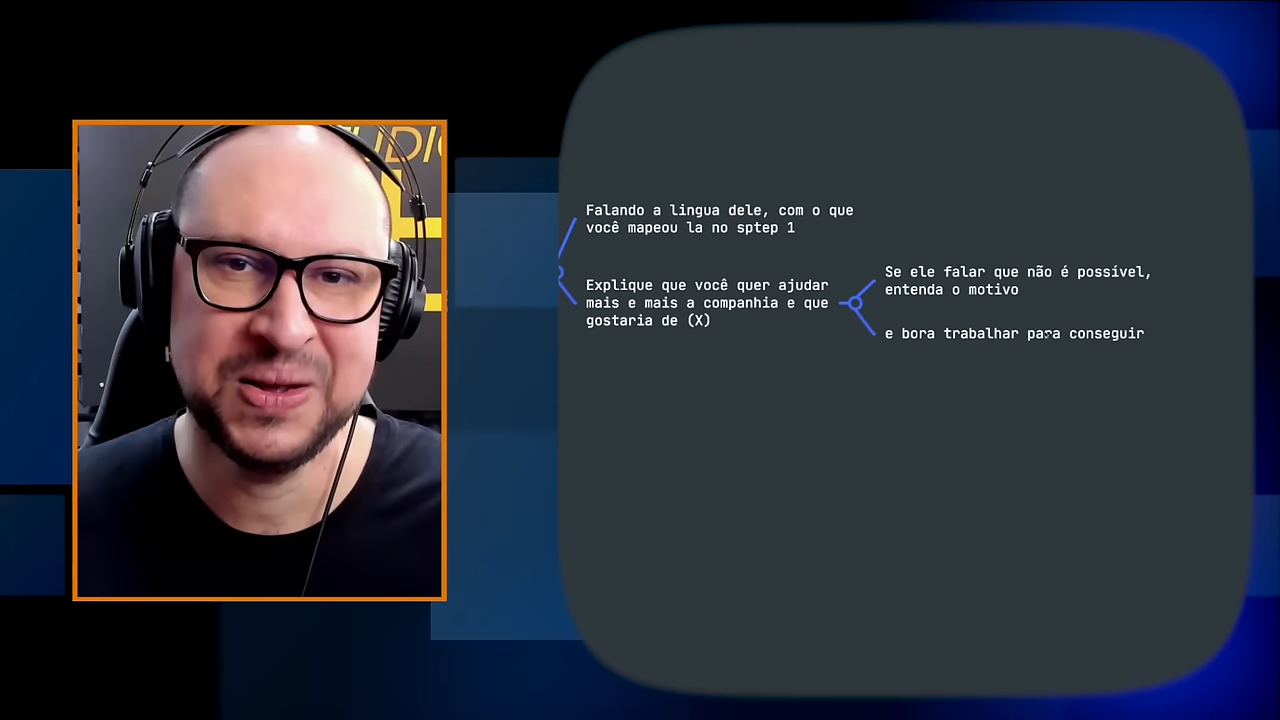 Falando a lingua dele, com o que
você mapeou la no sptep 1
Explique que você quer ajudar
mais e mais a companhia e que
gostaria de (X)
Se ele falar que não é possível,
entenda o motivo
e bora trabalhar para conseguir